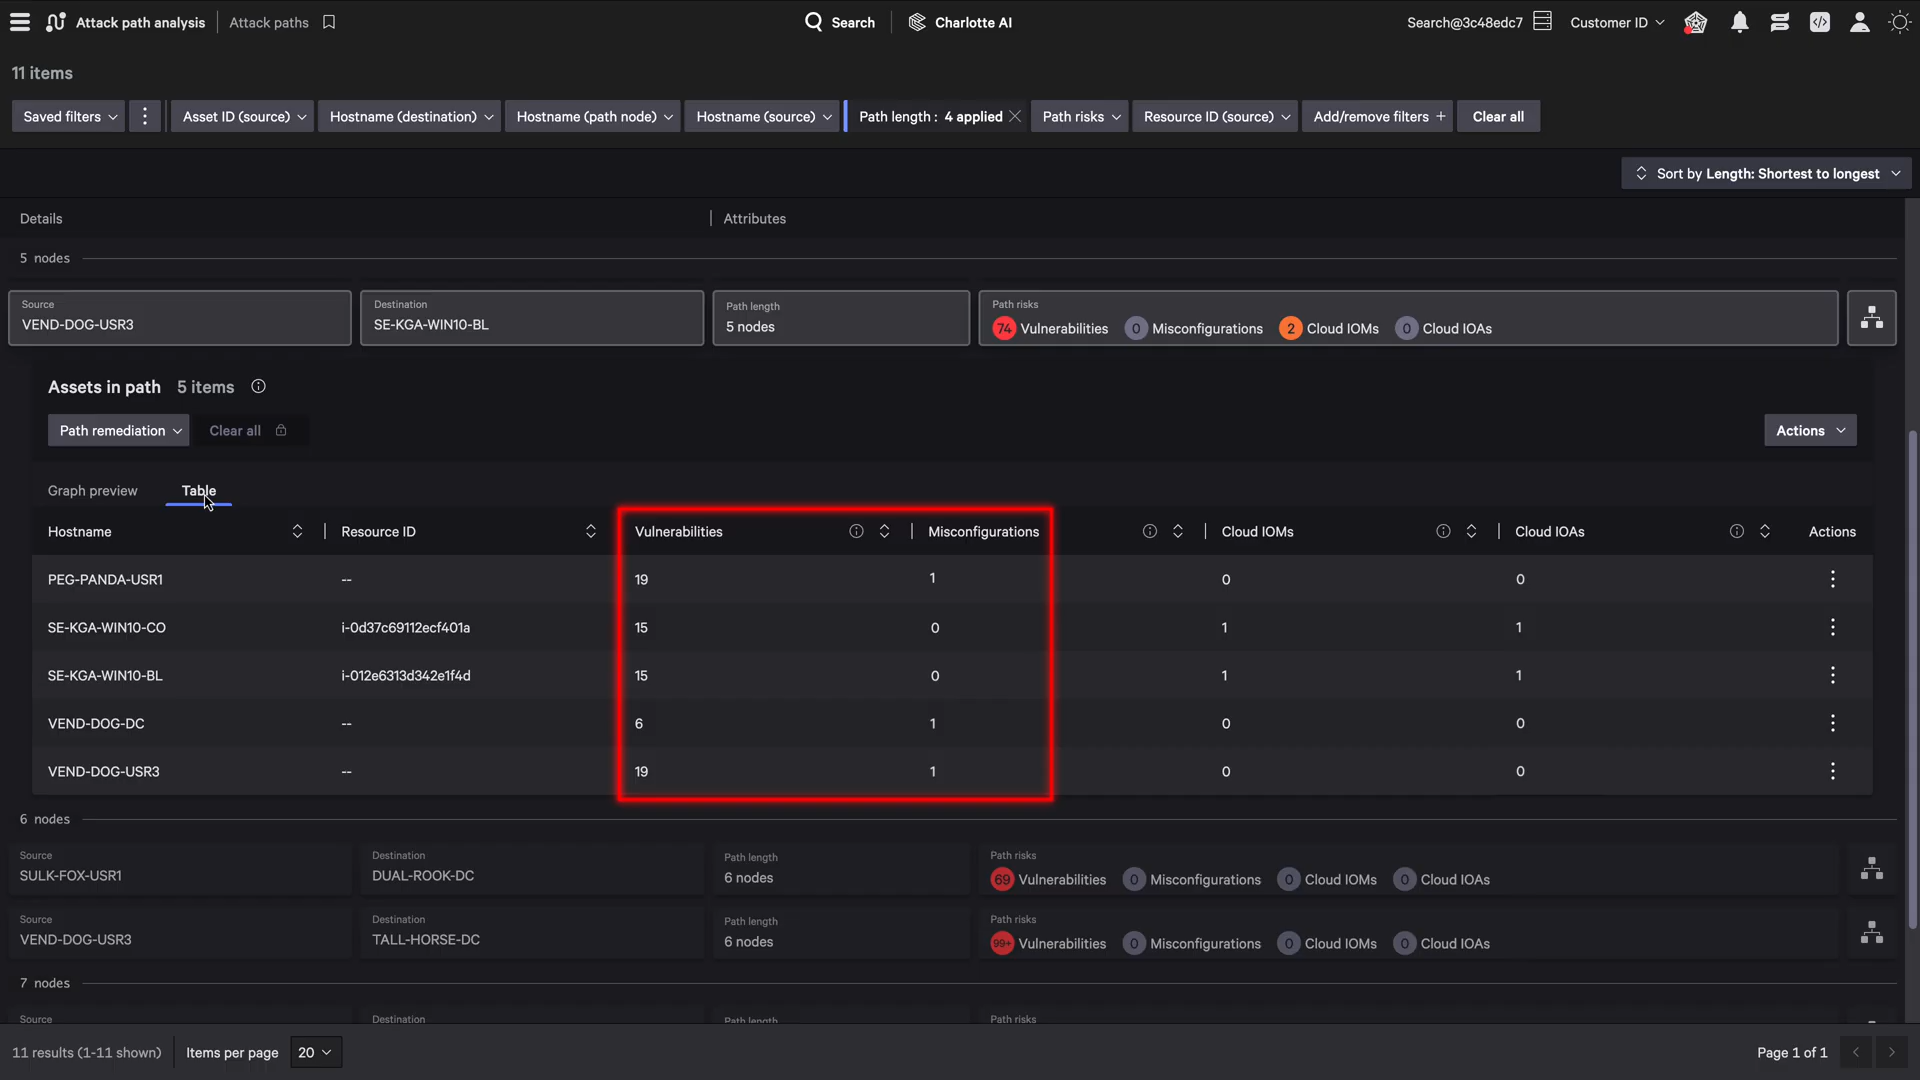 Attack path analysis
Attack paths
Search
Charlotte AI
Search@3c48edc7
Customer ID
11 items
Saved filters
Asset ID (source)
Hostname (destination)
Hostname (path node)
Hostname (source)
Path length : 4 applied
Path risks
Resource ID (source)
Add/remove filters +
Clear all
Sort by Length: Shortest to longest
Details
Attributes
5 nodes
Source
VEND-DOG-USR3
Destination
SE-KGA-WIN10-BL
Path length
5 nodes
Path risks
74 Vulnerabilities 0 Misconfigurations 2 Cloud IOMs 0 Cloud IOAs
Assets in path 5 items
Path remediation
Clear all
Actions
Graph preview
Table
Hostname Resource ID Vulnerabilities Misconfigurations Cloud IOMs Cloud IOAs Actions
PEG-PANDA-USR1 -- 19 1 0 0
SE-KGA-WIN10-CO i-0d37c69112ecf401a 15 0 1 1
SE-KGA-WIN10-BL i-012e6313d342e1f4d 15 0 1 1
VEND-DOG-DC -- 6 1 0 0
VEND-DOG-USR3 -- 19 1 0 0
6 nodes
Source
SULK-FOX-USR1
Destination
DUAL-ROOK-DC
Path length
6 nodes
Path risks
69 Vulnerabilities 0 Misconfigurations 0 Cloud IOMs 0 Cloud IOAs
Source
VEND-DOG-USR3
Destination
TALL-HORSE-DC
Path length
6 nodes
Path risks
99+ Vulnerabilities 0 Misconfigurations 0 Cloud IOMs 0 Cloud IOAs
7 nodes
Source
Destination
Path length
Path risks
11 results (1-11 shown)
Items per page
20
Page 1 of 1